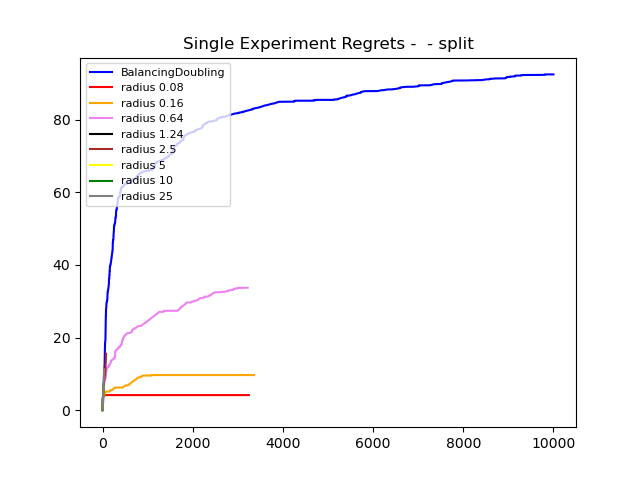 Single Experiment Regrets -  - split
BalancingDoubling
radius 0.08
radius 0.16
radius 0.64
radius 1.24
radius 2.5
radius 5
radius 10
radius 25
80
60
40
20
0
0 2000 4000 6000 8000 10000